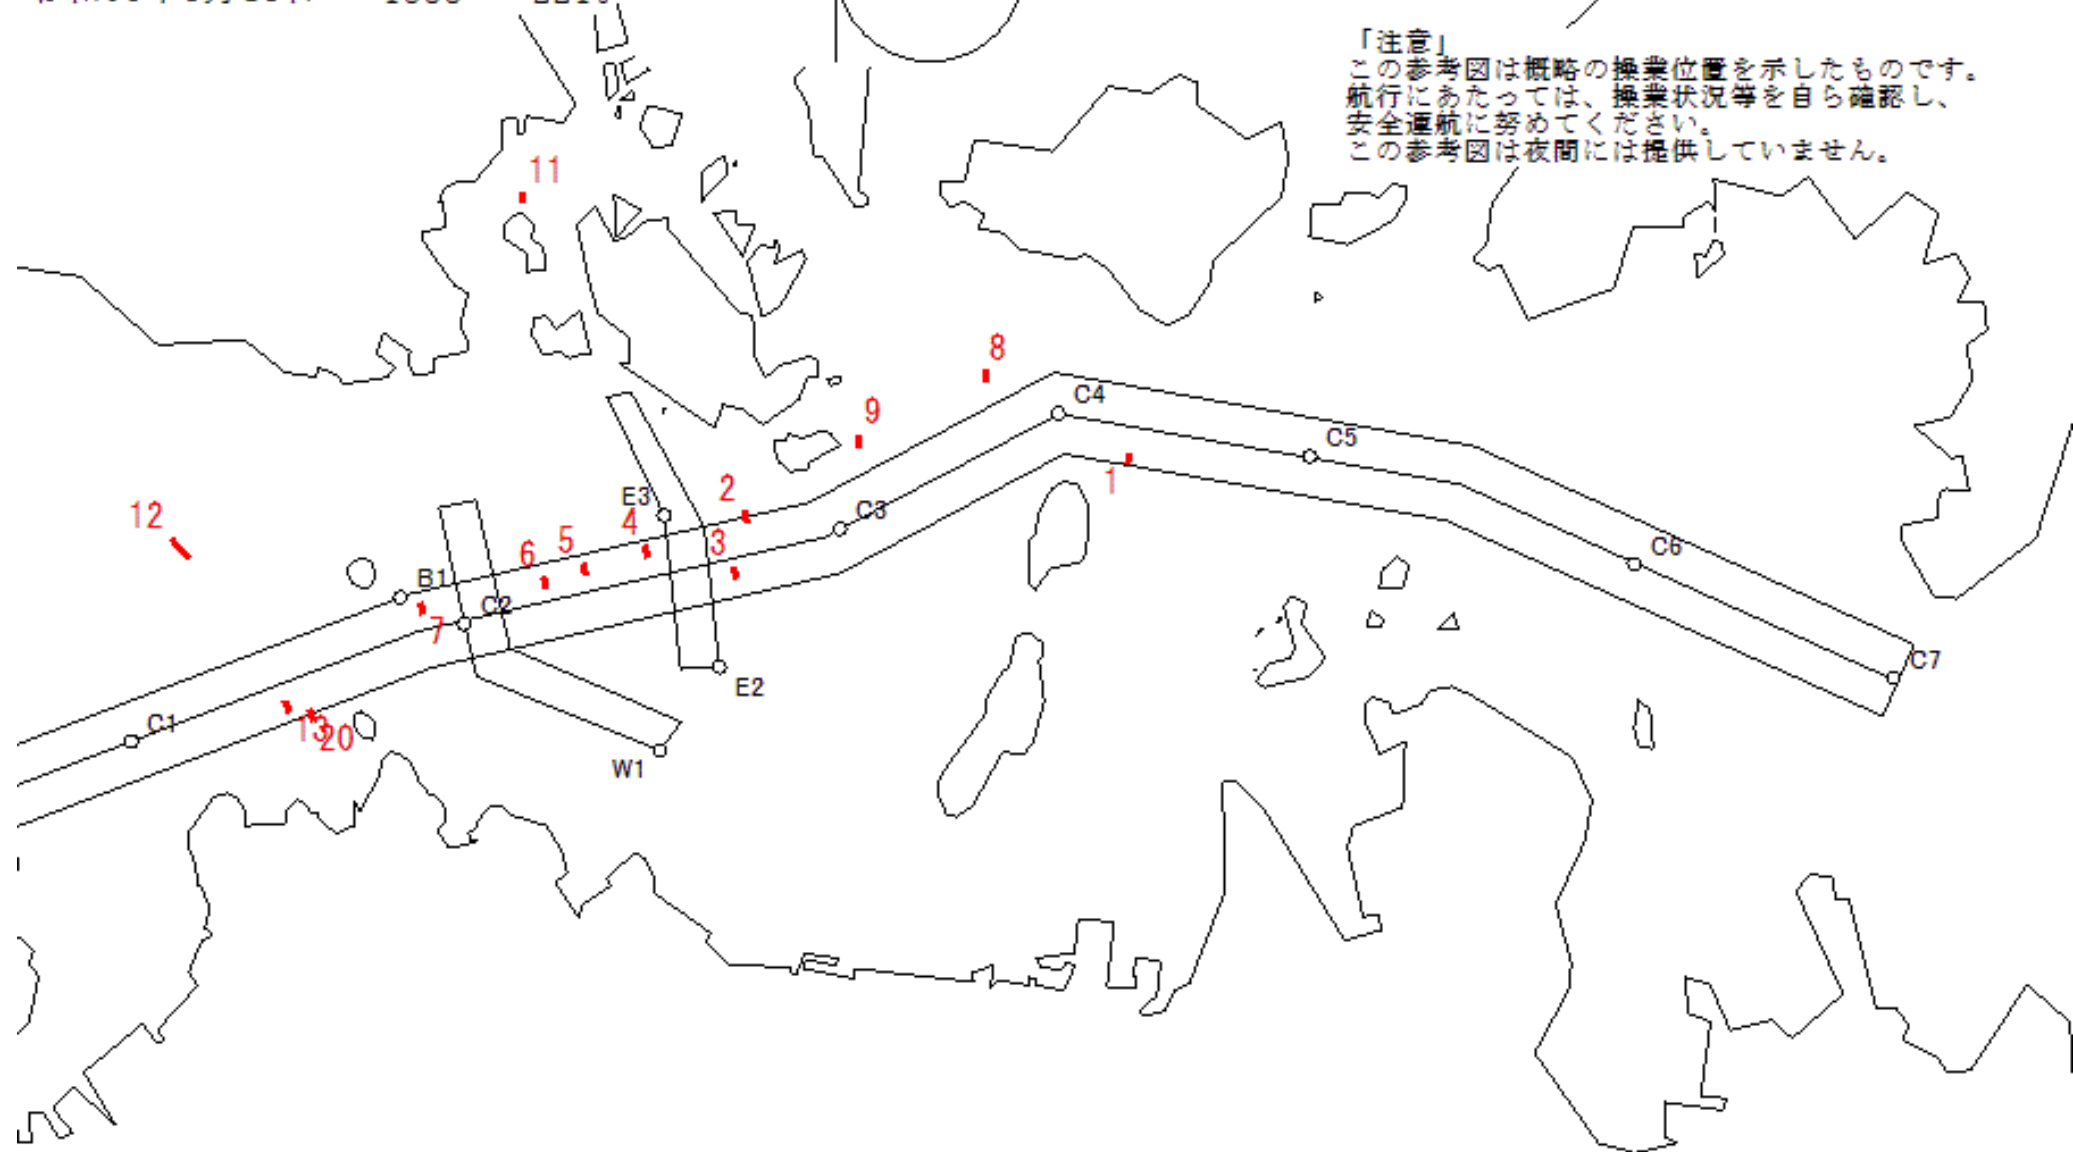 「注意」
この参考図は概略の操業位置を示したものです。
航行にあたっては、操業状況等を自ら確認し、
安全運航に努めてください。
この参考図は夜間には提供していません。
11
8
C4
9
C5
1
2
E3
4
C3
3
12
5
6
C6
B1
C2
7
C7
E2
C1
13
20
W1